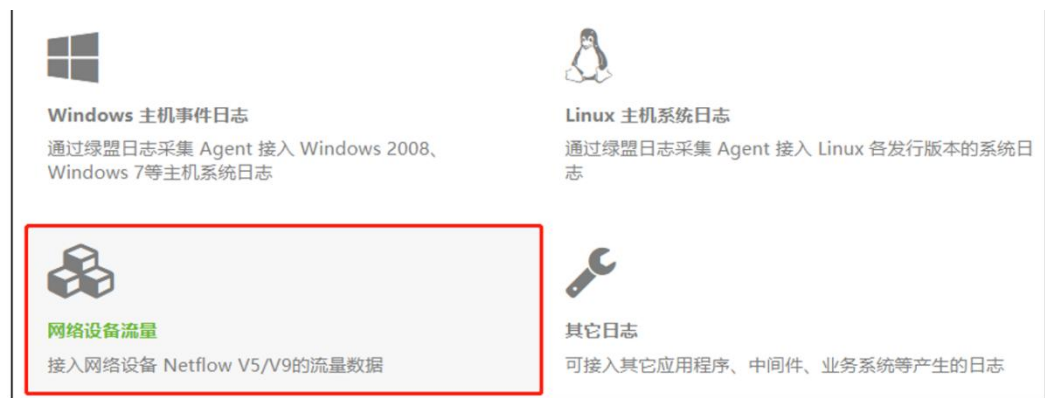 Windows 主机事件日志
通过绿盟日志采集 Agent 接入 Windows 2008、
Windows 7等主机系统日志
Linux 主机系统日志
通过绿盟日志采集 Agent 接入 Linux 各发行版本的系统日
志
网络设备流量
接入网络设备 Netflow V5/V9的流量数据
其它日志
可接入其它应用程序、中间件、业务系统等产生的日志